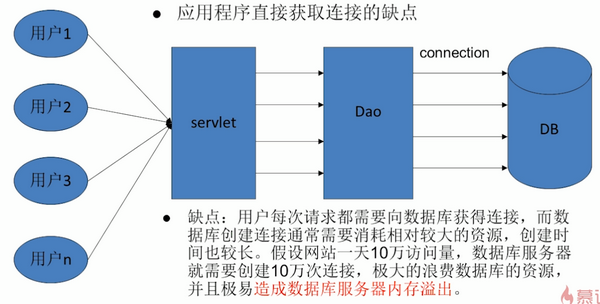 ● 应用程序直接获取连接的缺点
用户1
用户2
用户3
用户n
servlet
Dao
connection
DB
● 缺点：用户每次请求都需要向数据库获得连接，而数
据库创建连接通常需要消耗相对较大的资源，创建时
间也较长。假设网站一天10万访问量，数据库服务器
就需要创建10万次连接，极大的浪费数据库的资源，
并且极易造成数据库服务器内存溢出。